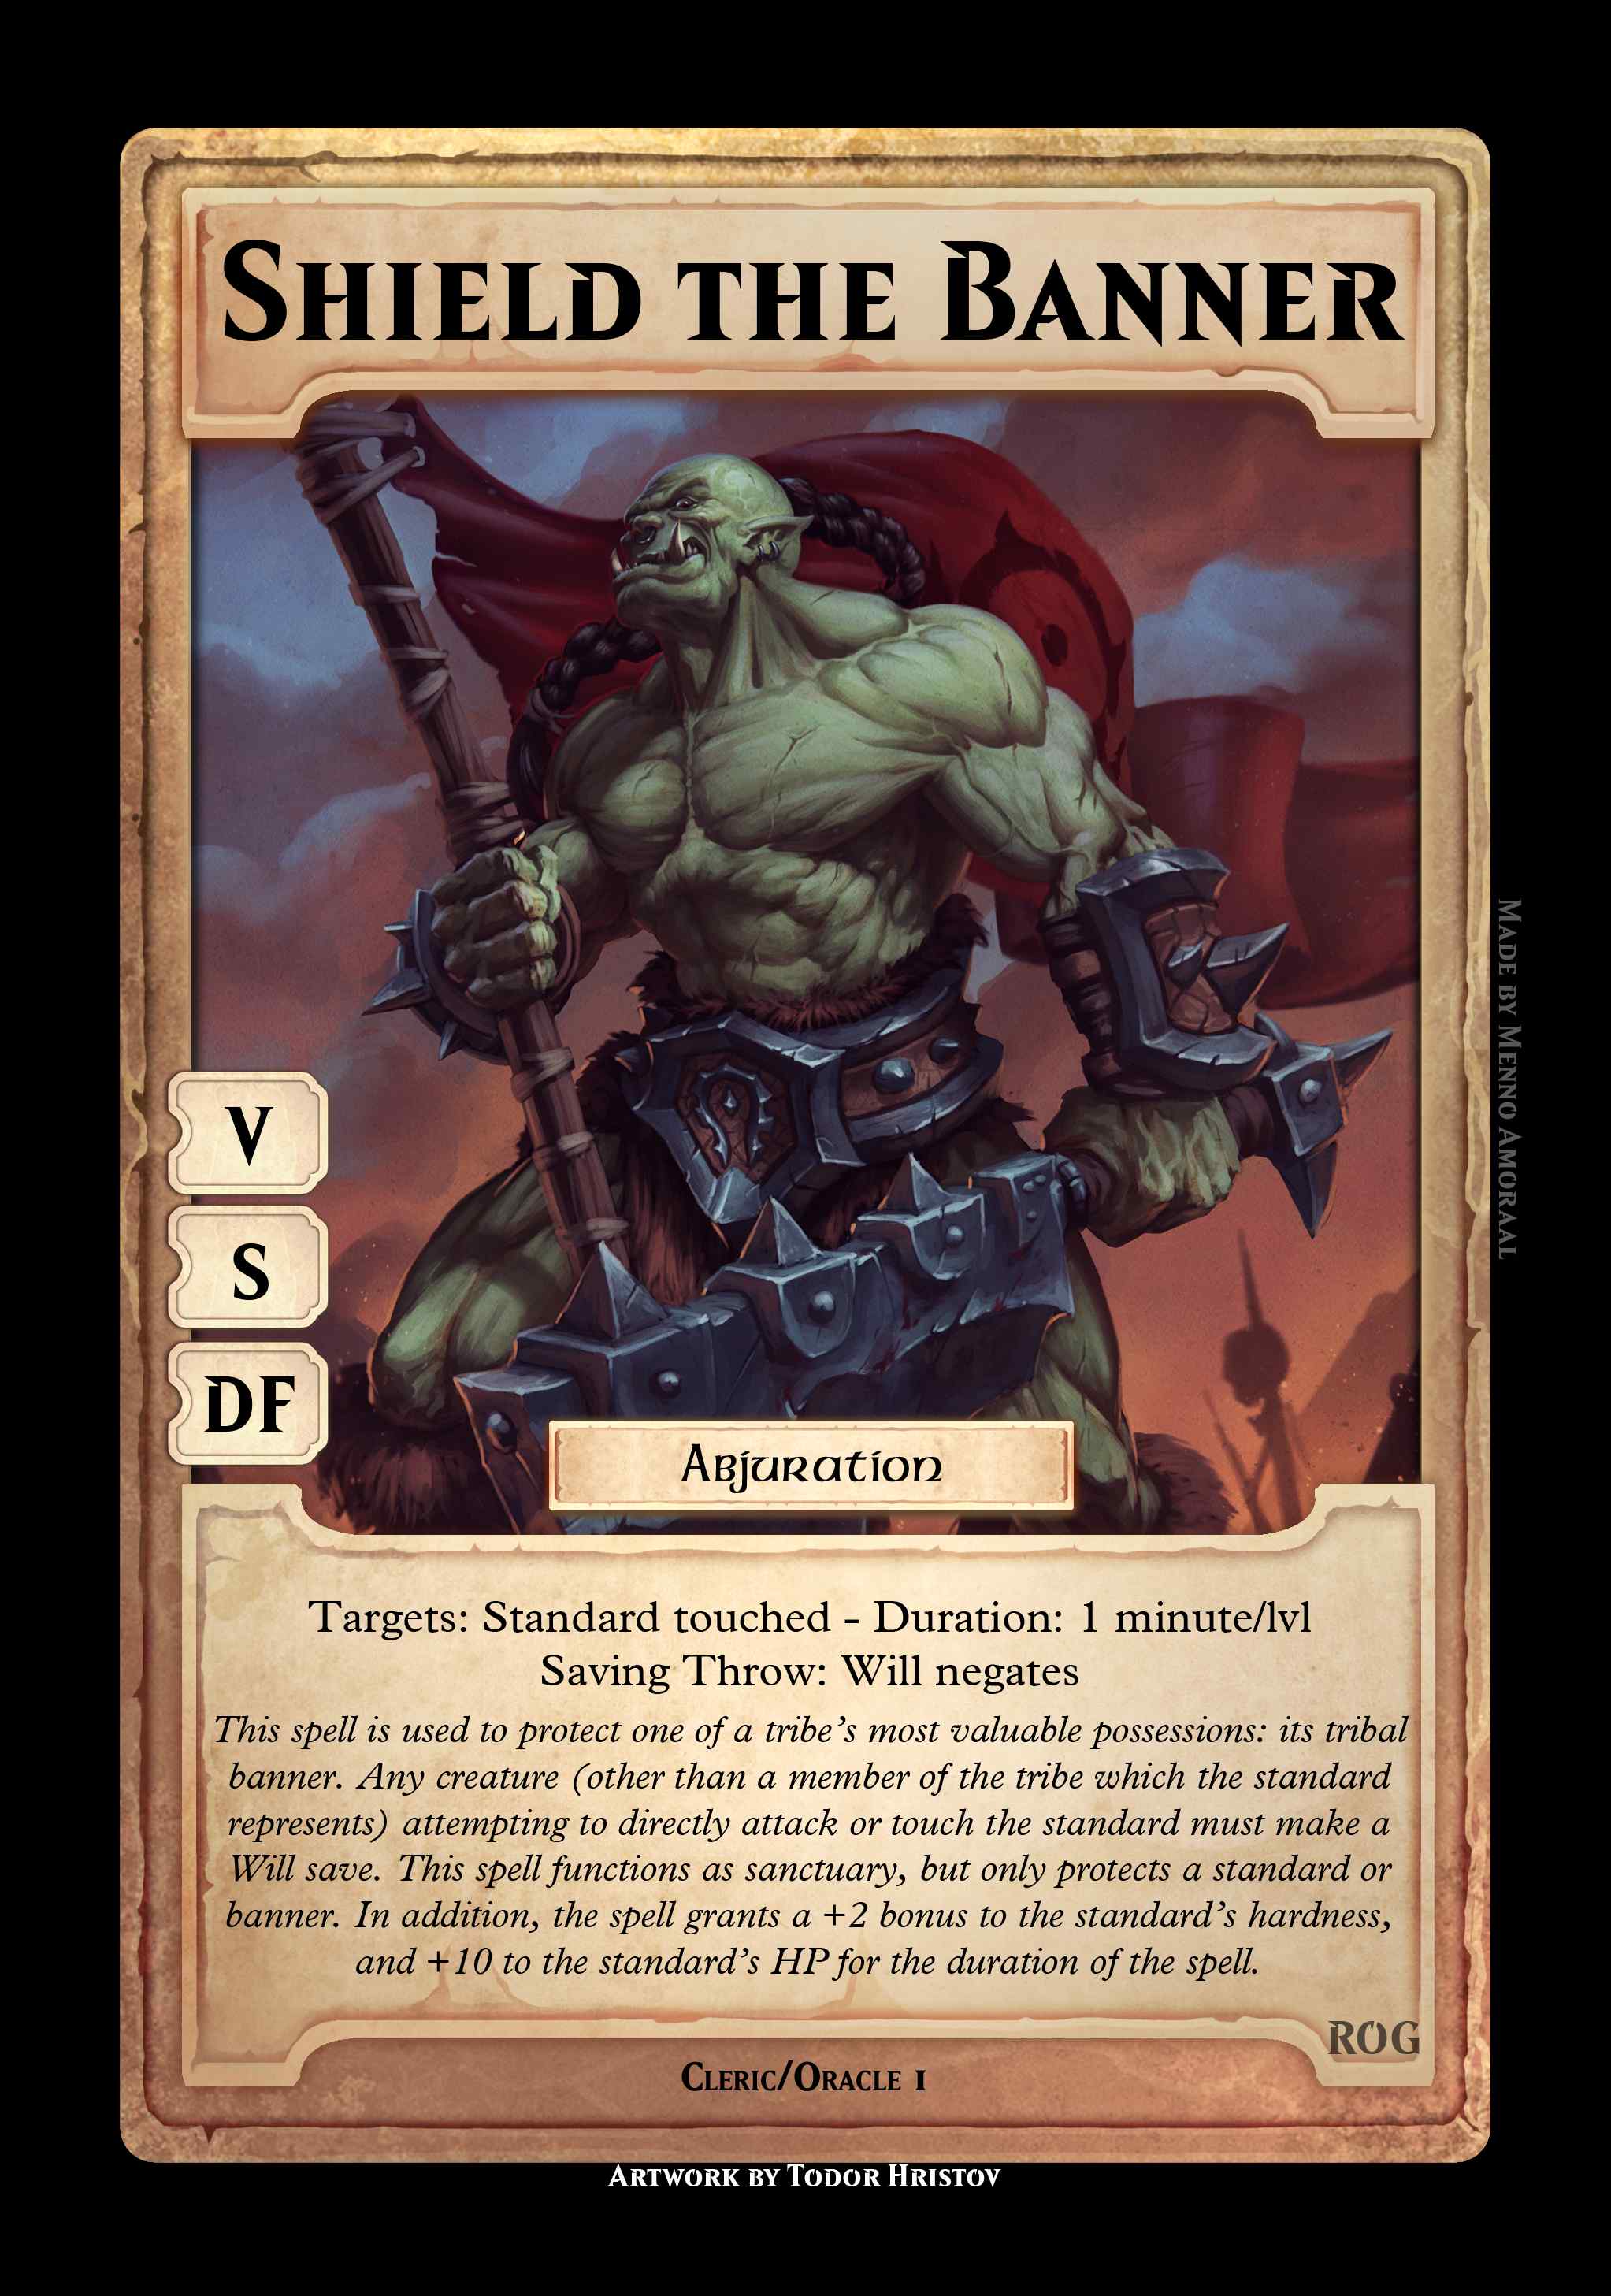 Shield the Banner
V
S
DF
Abjuration
Targets: Standard touched - Duration: 1 minute/lvl
Saving Throw: Will negates
This spell is used to protect one of a tribe's most valuable possessions: its tribal
banner. Any creature (other than a member of the tribe which the standard
represents) attempting to directly attack or touch the standard must make a
Will save. This spell functions as sanctuary, but only protects a standard or
banner. In addition, the spell grants a +2 bonus to the standard's hardness,
and +10 to the standard's HP for the duration of the spell.
ROG
Cleric/Oracle 1
Artwork by Todor Hristov
Made by Menno Amoraal